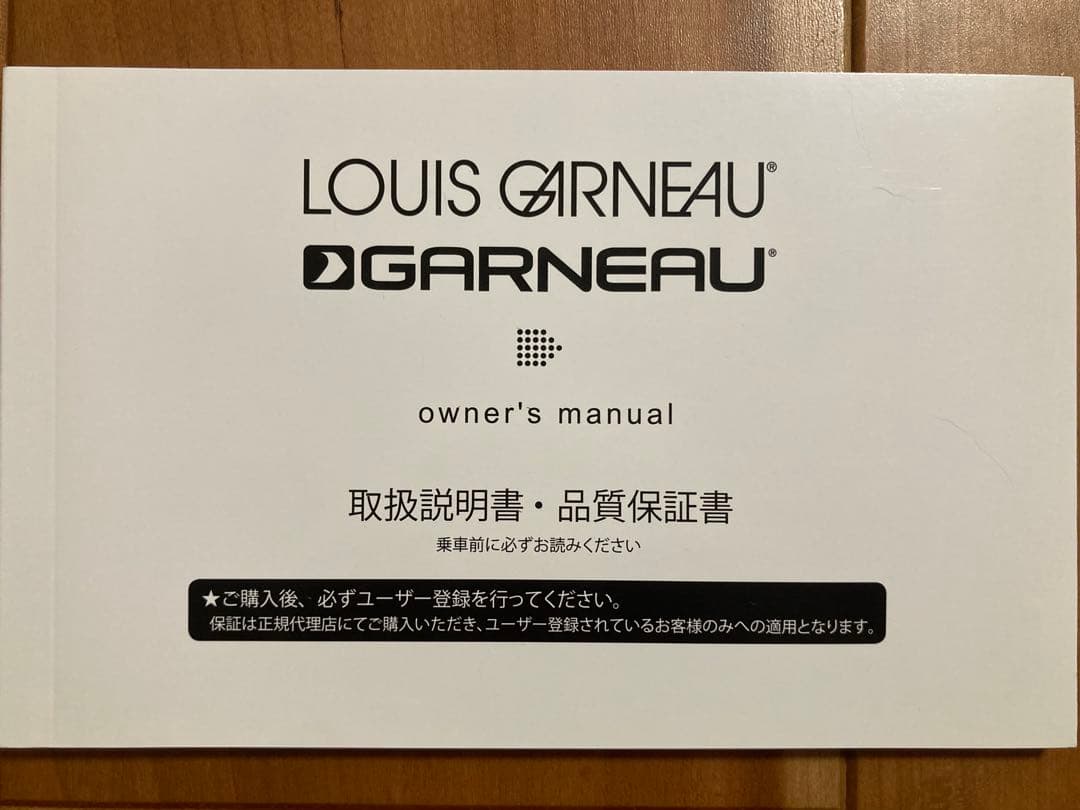 LOUIS GARNEAU®
GARNEAU®
owner's manual
取扱説明書・品質保証書
乗車前に必ずお読みください
★ご購入後、必ずユーザー登録を行ってください。
保証は正規代理店にてご購入いただき、ユーザー登録されているお客様のみへの適用となります。